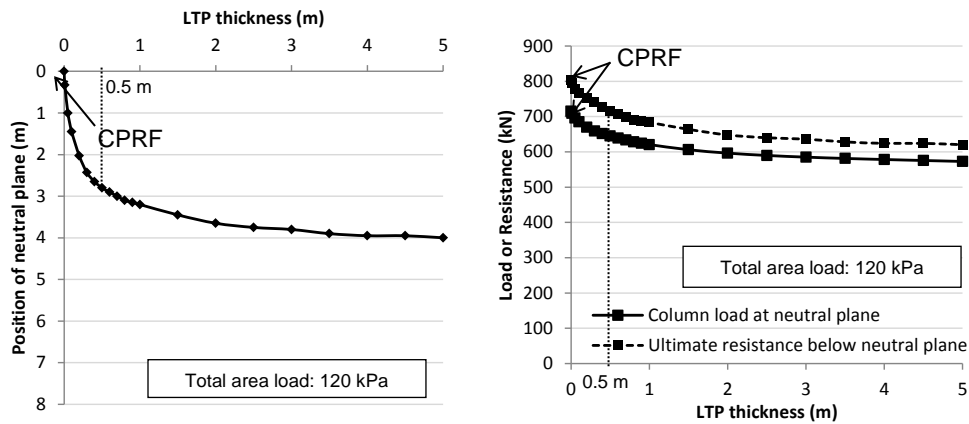 LTP thickness (m)
0 1 2 3 4 5
0
1
2
3
4
5
6
7
8
Position of neutral plane (m)
0.5 m
CPRF
Total area load: 120 kPa
900
800
700
600
500
400
300
200
100
0
Load or Resistance (kN)
CPRF
Total area load: 120 kPa
Column load at neutral plane
Ultimate resistance below neutral plane
0 1 2 3 4 5
0.5 m
LTP thickness (m)